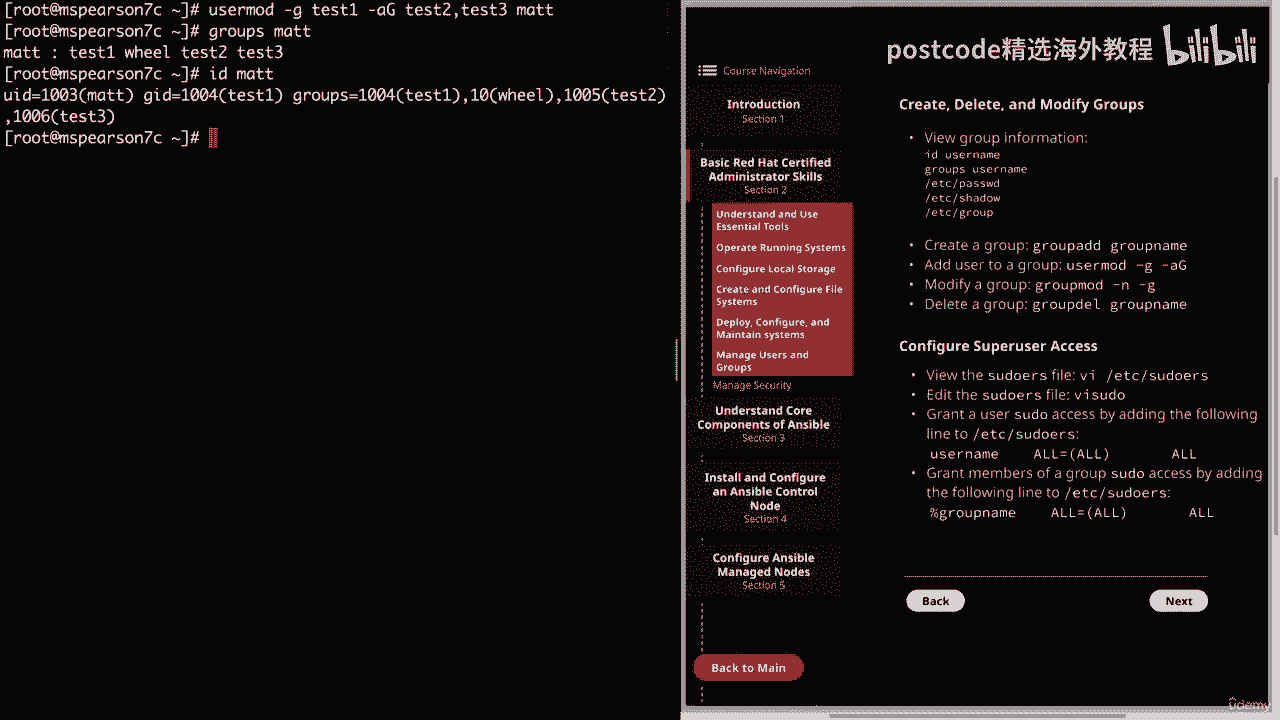 [root@mspearson7c ~]# usermod -g test1 -aG test2,test3 matt
[root@mspearson7c ~]# groups matt
matt : test1 wheel test2 test3
[root@mspearson7c ~]# id matt
uid=1003(matt) gid=1004(test1) groups=1004(test1),10(wheel),1005(test2)
,1006(test3)
[root@mspearson7c ~]#
postcode精选海外教程 bilibili
Course Navigation
Introduction
Section 1
Basic Red Hat Certified
Administrator Skills
Section 2
Understand and Use
Essential Tools
Operate Running Systems
Configure Local Storage
Create and Configure File
Systems
Deploy, Configure, and
Maintain systems
Manage Users and
Groups
Manage Security
Understand Core
Components of Ansible
Section 3
Install and Configure
an Ansible Control
Node
Section 4
Configure Ansible
Managed Nodes
Section 5
Back to Main
Create, Delete, and Modify Groups
• View group information:
id username
groups username
/etc/passwd
/etc/shadow
/etc/group
• Create a group: groupadd groupname
• Add user to a group: usermod -g -aG
• Modify a group: groupmod -n -g
• Delete a group: groupdel groupname
Configure Superuser Access
• View the sudoers file: vi /etc/sudoers
• Edit the sudoers file: visudo
• Grant a user sudo access by adding the following
line to /etc/sudoers:
username ALL=(ALL) ALL
• Grant members of a group sudo access by adding
the following line to /etc/sudoers:
%groupname ALL=(ALL) ALL
Back
Next
ûdemy